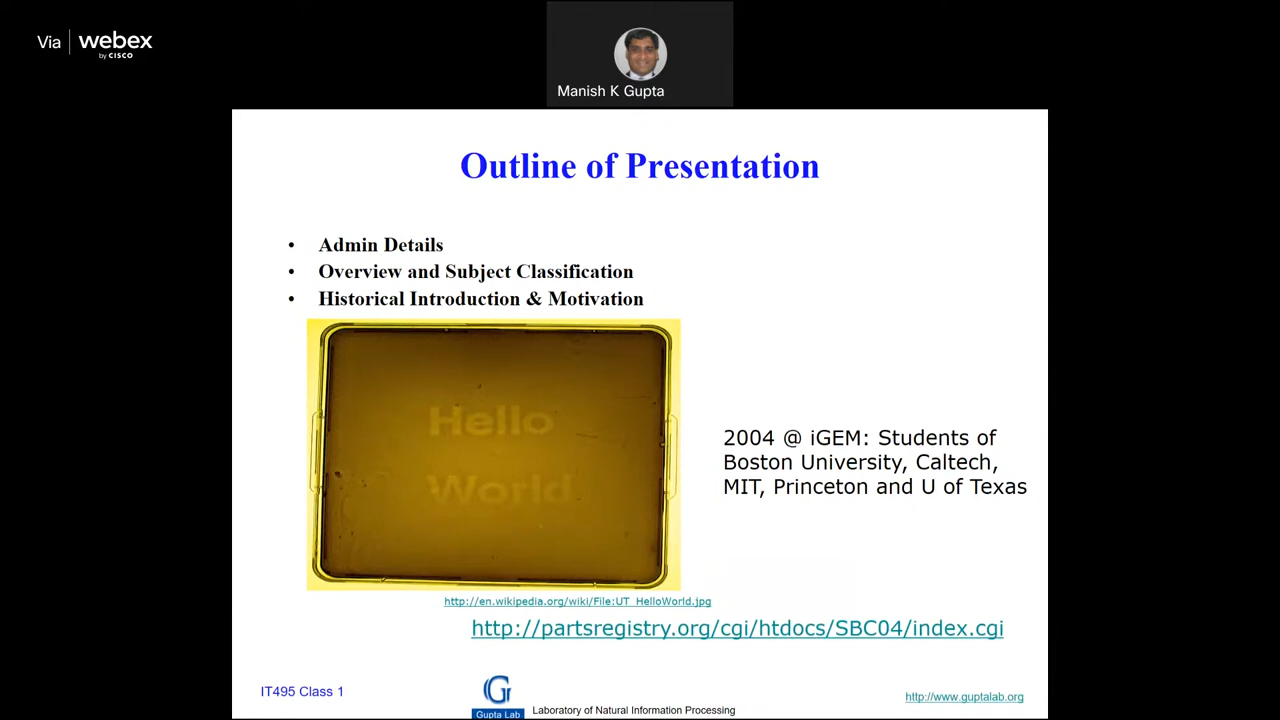 Via webex
by CISCO
Manish K Gupta
Outline of Presentation
• Admin Details
• Overview and Subject Classification
• Historical Introduction & Motivation
Hello
World
2004 @ iGEM: Students of
Boston University, Caltech,
MIT, Princeton and U of Texas
http://en.wikipedia.org/wiki/File:UT_HelloWorld.jpg
http://partsregistry.org/cgi/htdocs/SBC04/index.cgi
IT495 Class 1
G
Gupta Lab
Laboratory of Natural Information Processing
http://www.guptalab.org